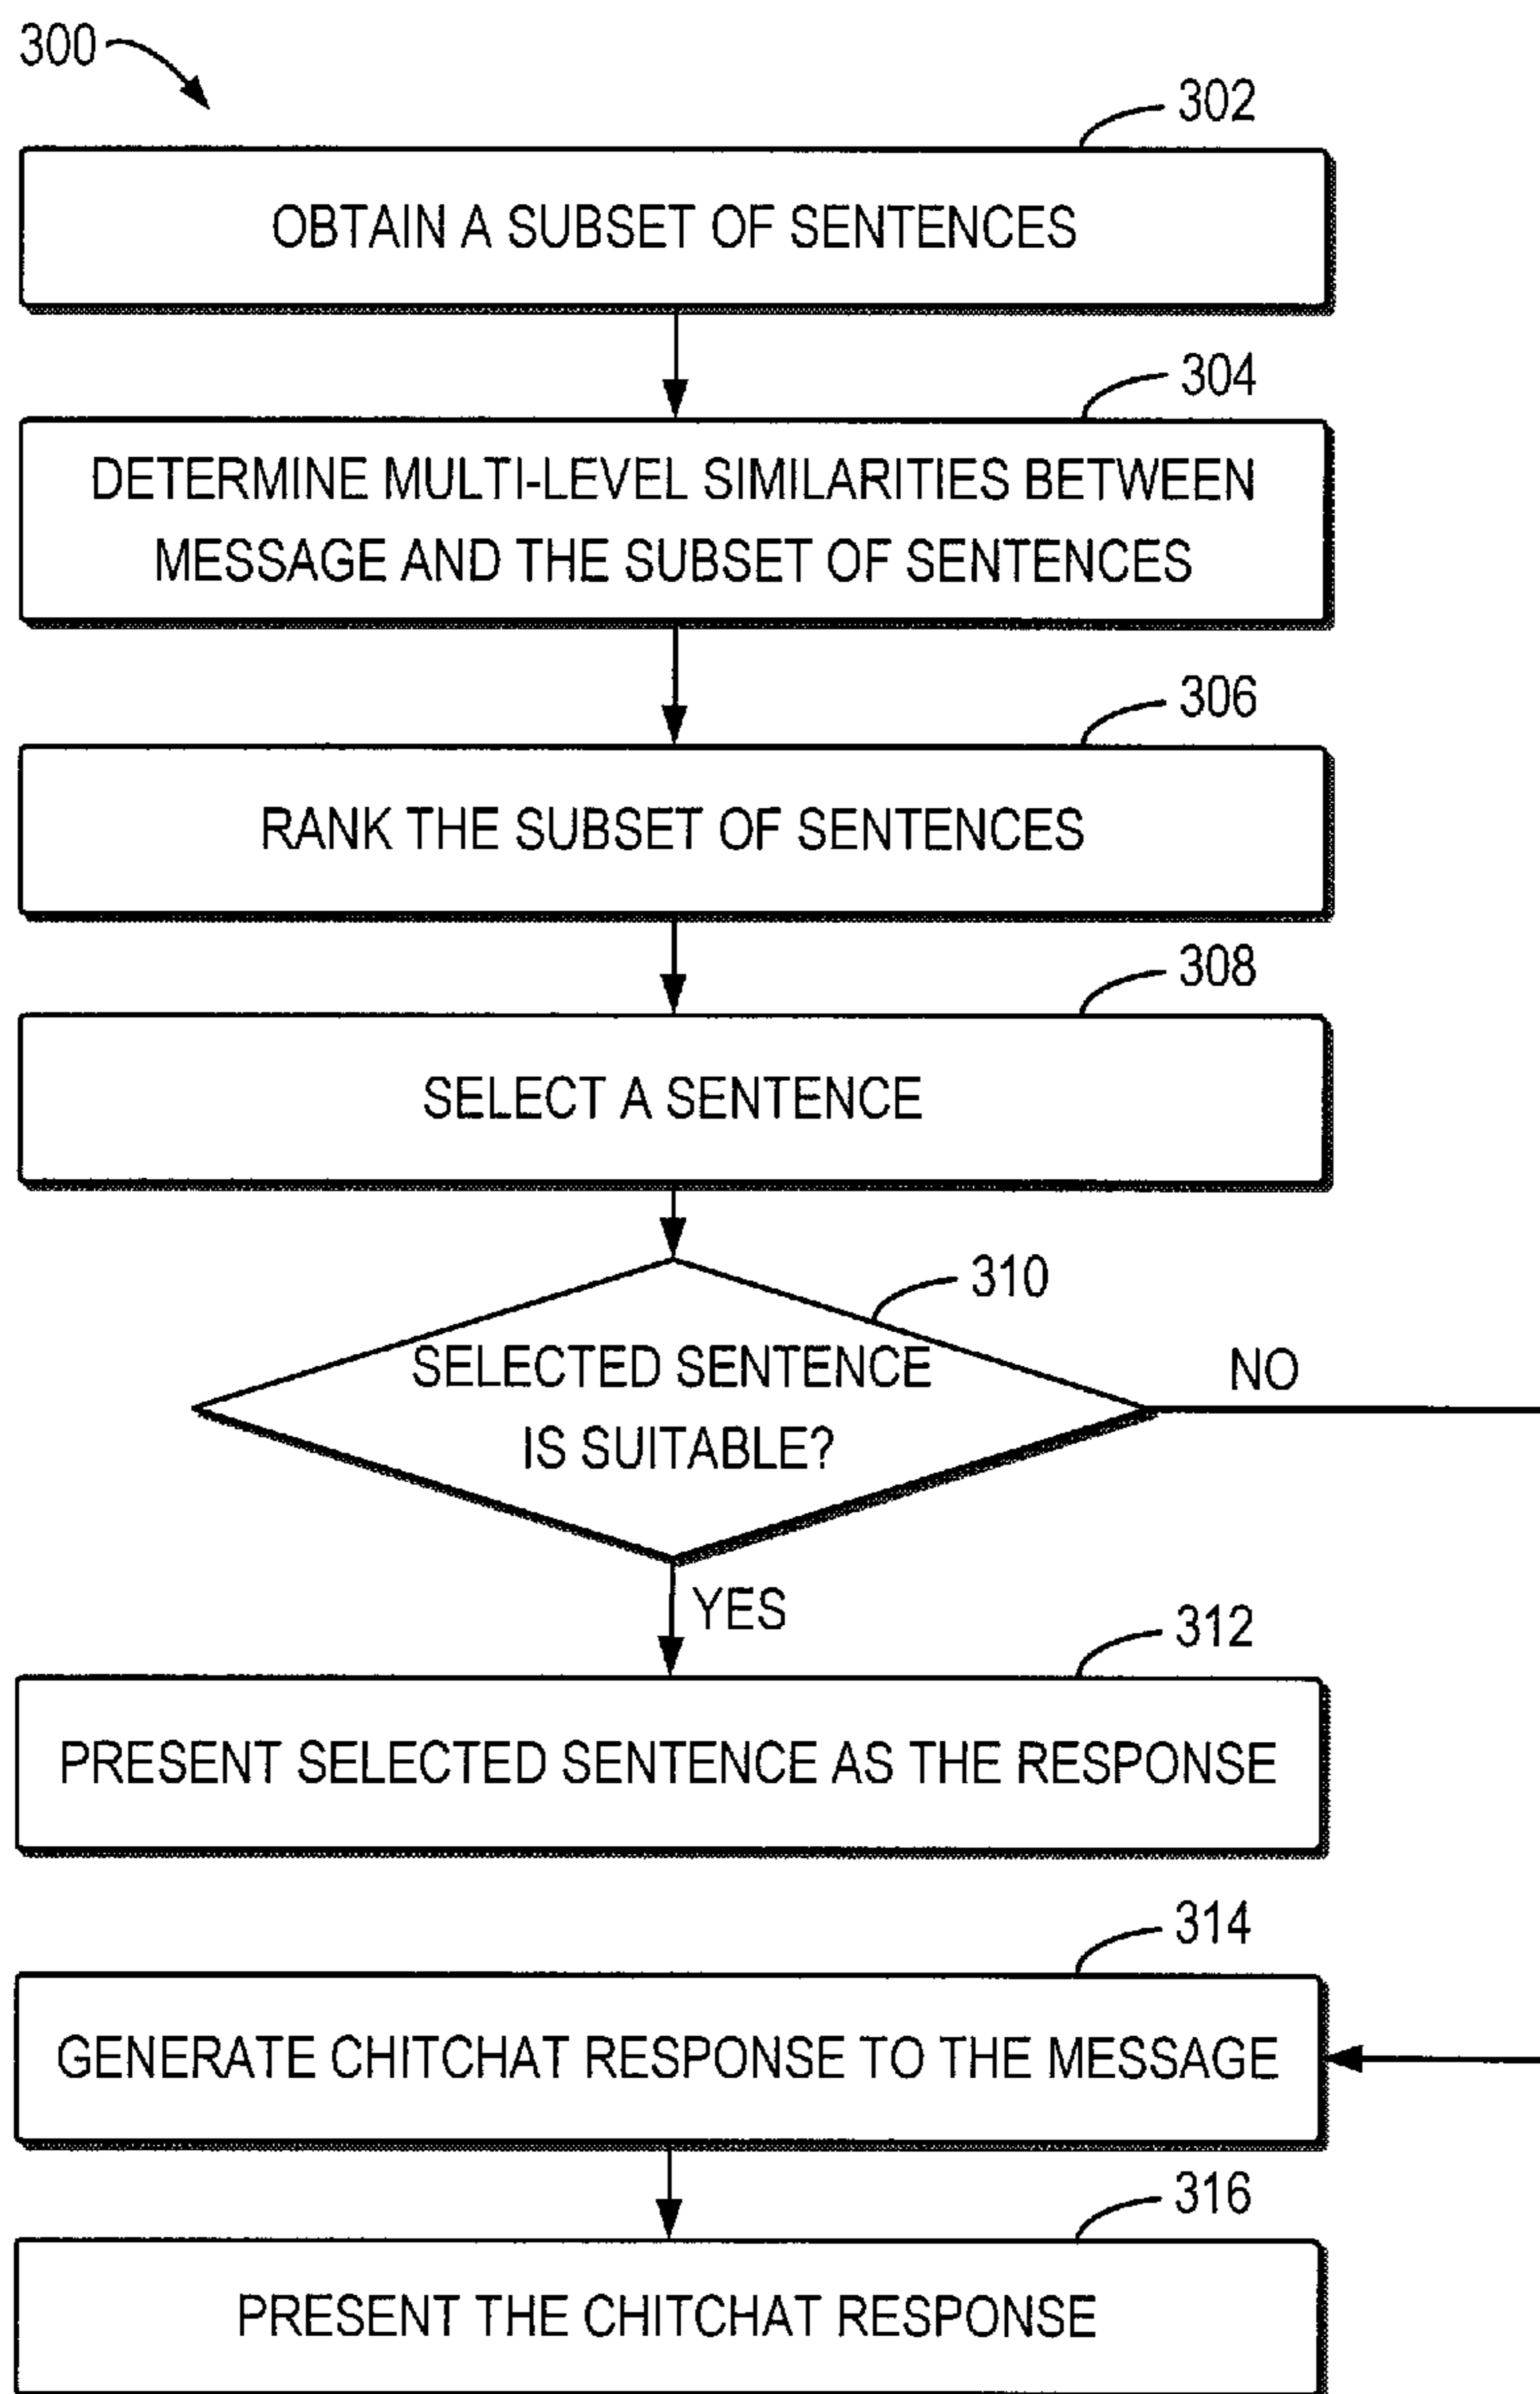 300
302
OBTAIN A SUBSET OF SENTENCES
304
DETERMINE MULTI-LEVEL SIMILARITIES BETWEEN
MESSAGE AND THE SUBSET OF SENTENCES
306
RANK THE SUBSET OF SENTENCES
308
SELECT A SENTENCE
310
SELECTED SENTENCE
IS SUITABLE?
NO
YES
312
PRESENT SELECTED SENTENCE AS THE RESPONSE
314
GENERATE CHITCHAT RESPONSE TO THE MESSAGE
316
PRESENT THE CHITCHAT RESPONSE